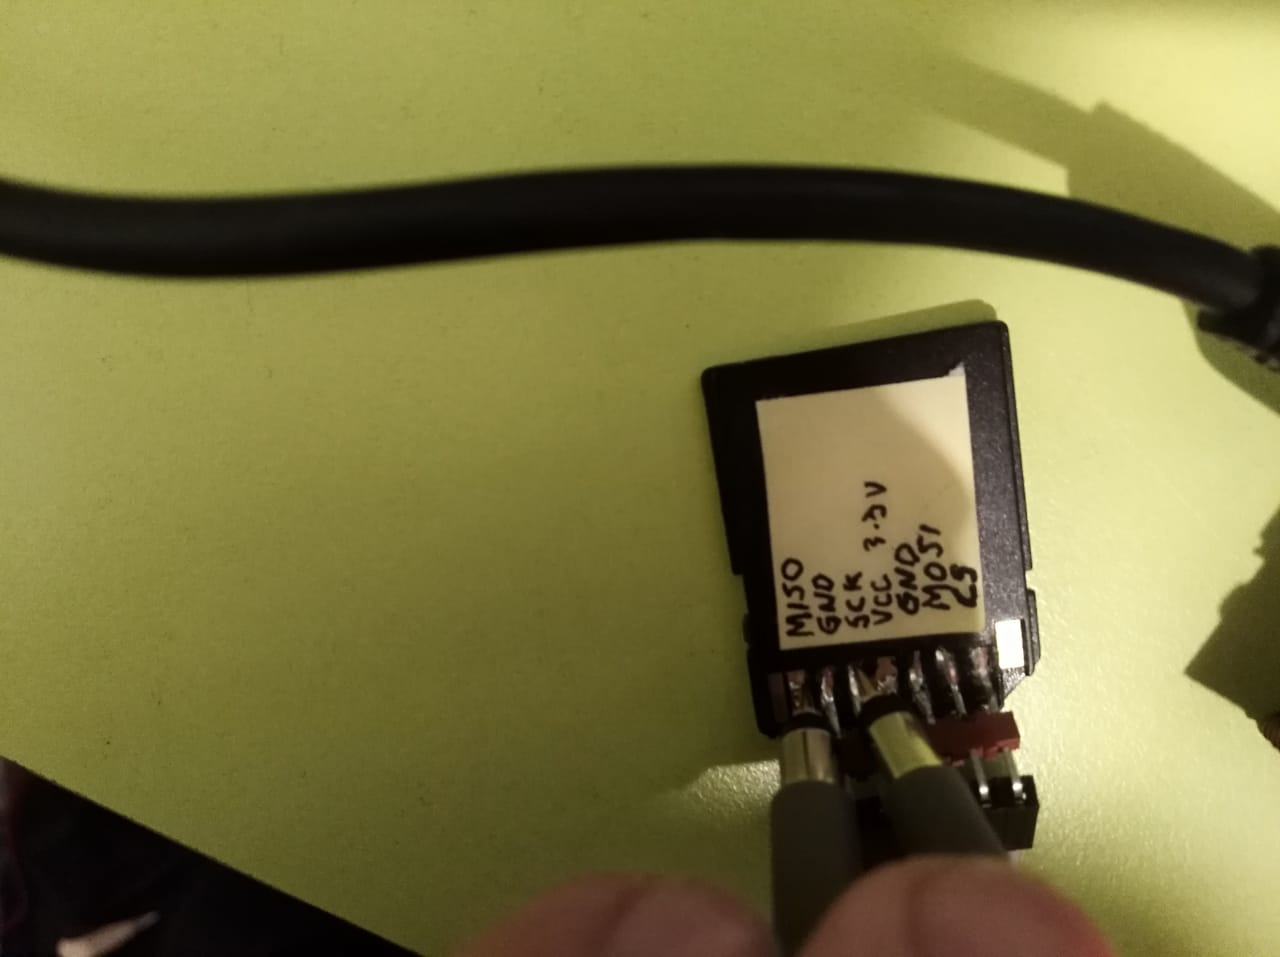 MISO
GND
SCK
VCC 3.3V
GND
MOSI
CS